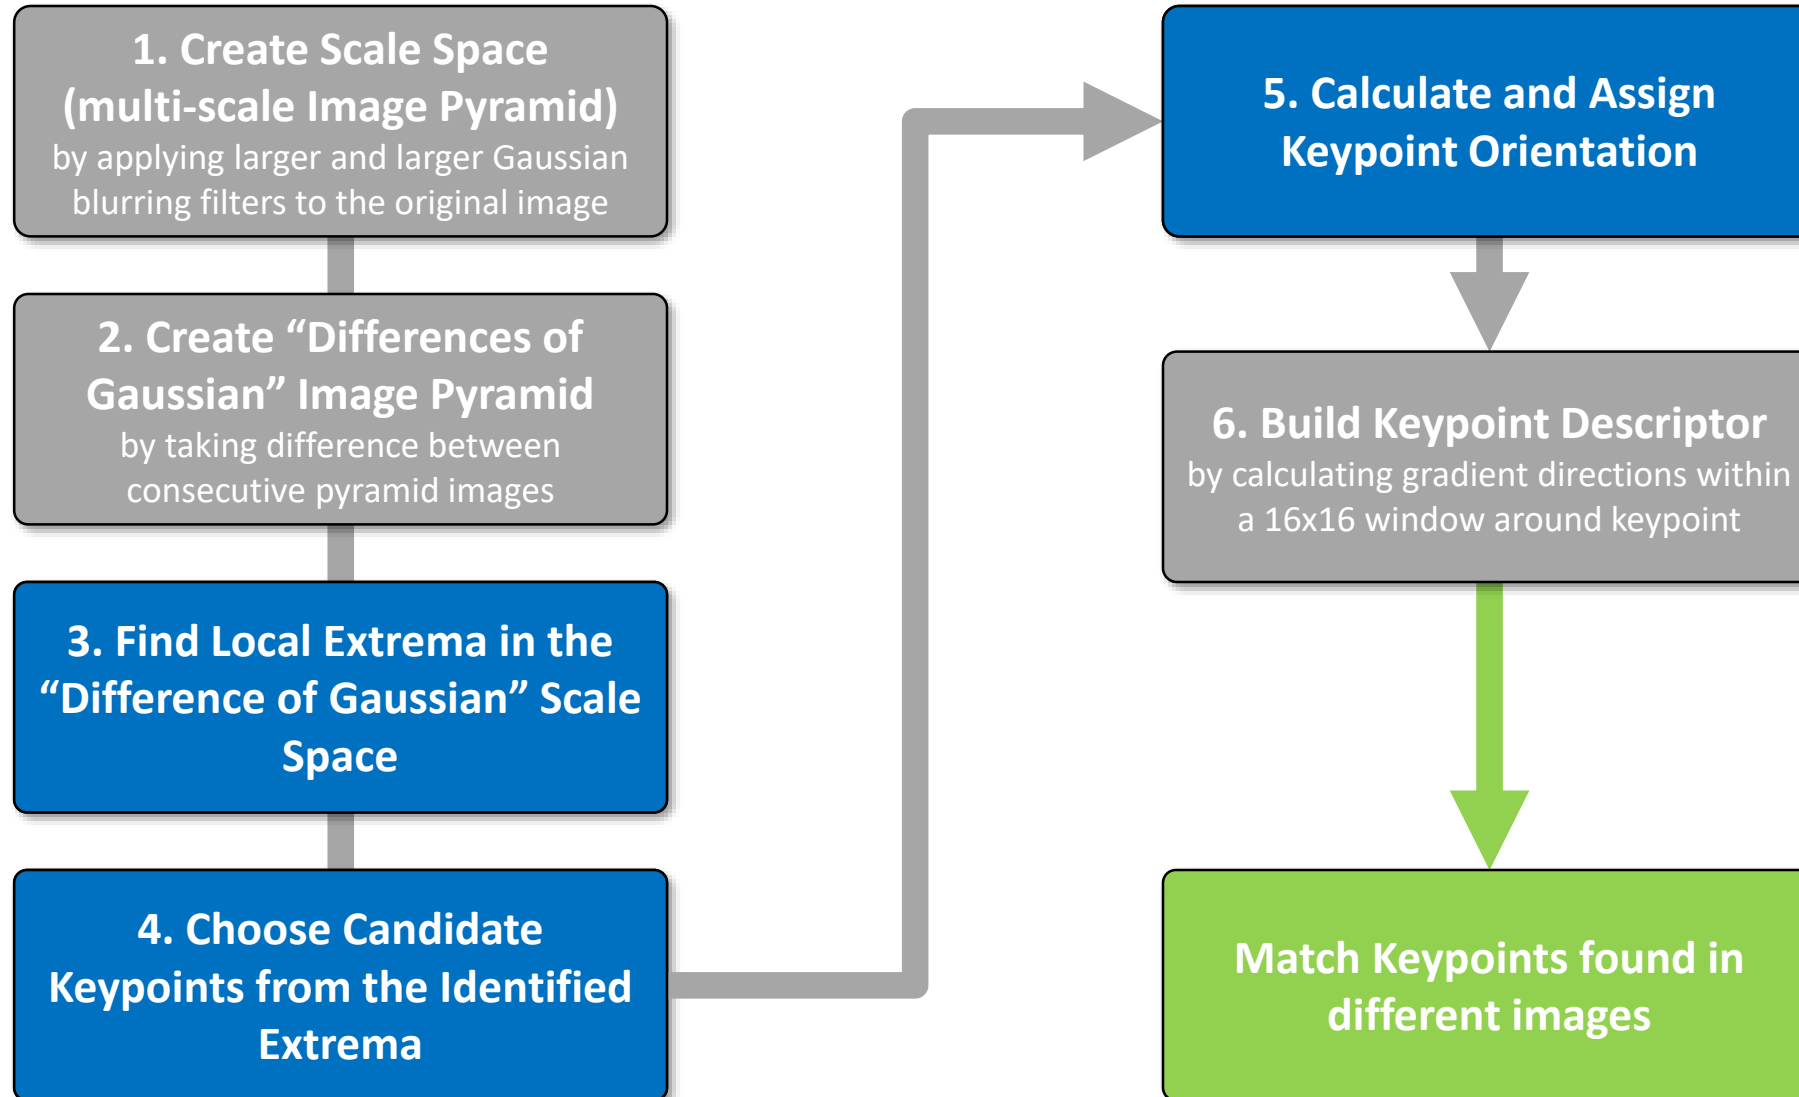 1. Create Scale Space
(multi-scale Image Pyramid)
by applying larger and larger Gaussian
blurring filters to the original image
2. Create “Differences of
Gaussian” Image Pyramid
by taking difference between
consecutive pyramid images
3. Find Local Extrema in the
“Difference of Gaussian” Scale
Space
4. Choose Candidate
Keypoints from the Identified
Extrema
5. Calculate and Assign
Keypoint Orientation
6. Build Keypoint Descriptor
by calculating gradient directions within
a 16x16 window around keypoint
Match Keypoints found in
different images